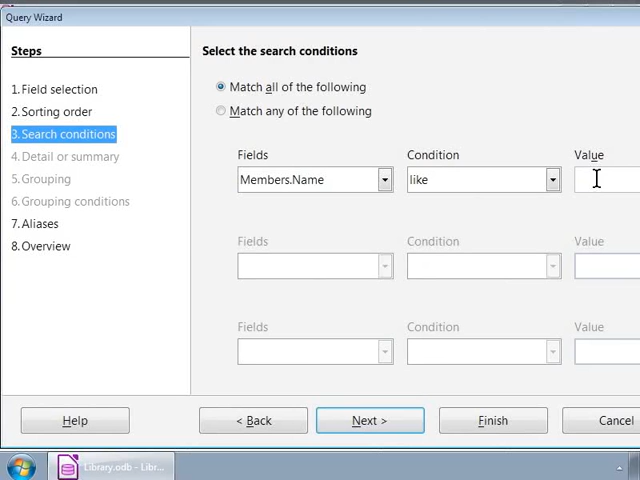 Query Wizard
Steps
1. Field selection
2. Sorting order
3. Search conditions
4. Detail or summary
5. Grouping
6. Grouping conditions
7. Aliases
8. Overview
Select the search conditions
Match all of the following
Match any of the following
Fields Condition Value
Members.Name like
Fields Condition Value
Fields Condition Value
Help < Back Next > Finish Cancel
Library.odb - Libr...